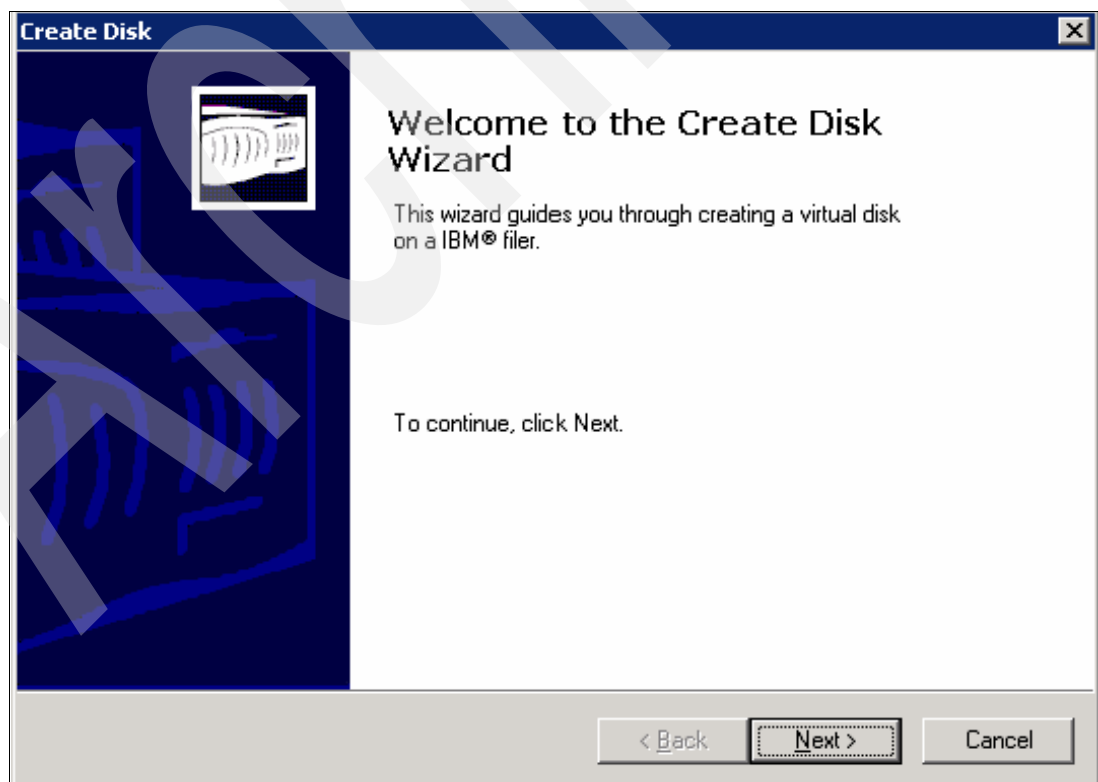 Create Disk
Welcome to the Create Disk
Wizard
This wizard guides you through creating a virtual disk
on a IBM® filer.
To continue, click Next.
< Back
Next >
Cancel